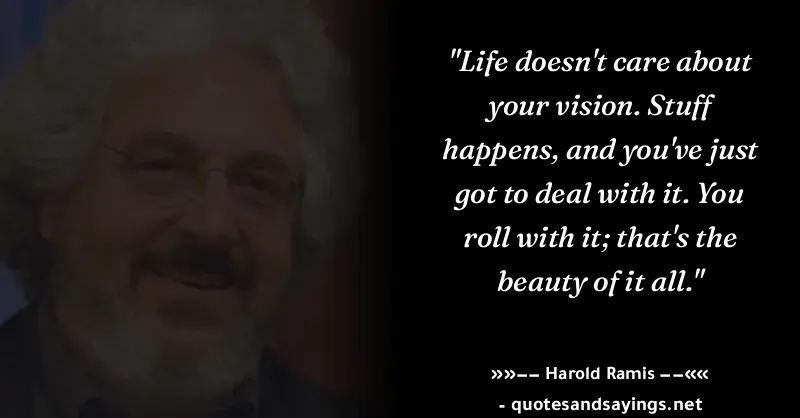 "Life doesn't care about
your vision. Stuff
happens, and you've just
got to deal with it. You
roll with it; that's the
beauty of it all."
»»−− Harold Ramis −−««
- quotesandsayings.net